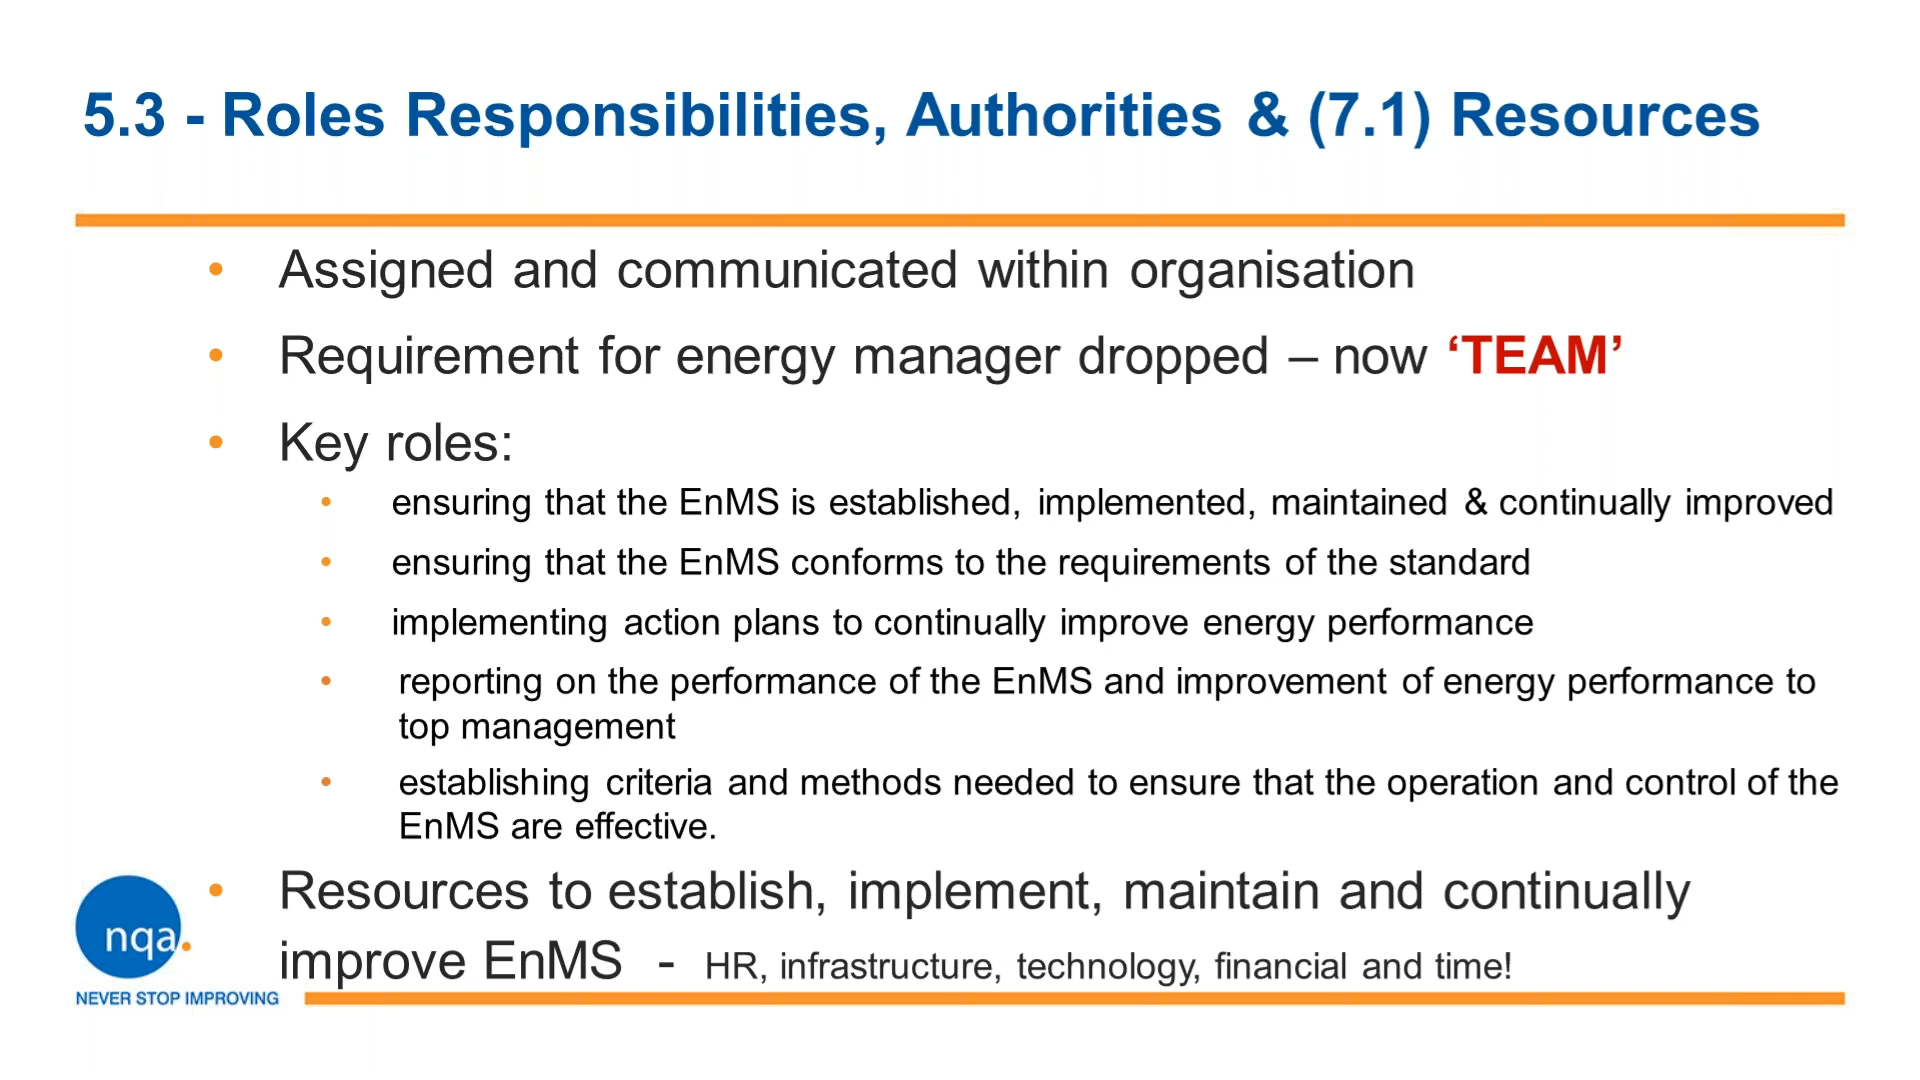 5.3 - Roles Responsibilities, Authorities & (7.1) Resources
• Assigned and communicated within organisation
• Requirement for energy manager dropped – now ‘TEAM’
• Key roles:
• ensuring that the EnMS is established, implemented, maintained & continually improved
• ensuring that the EnMS conforms to the requirements of the standard
• implementing action plans to continually improve energy performance
• reporting on the performance of the EnMS and improvement of energy performance to
top management
• establishing criteria and methods needed to ensure that the operation and control of the
EnMS are effective.
• Resources to establish, implement, maintain and continually
improve EnMS - HR, infrastructure, technology, financial and time!
nqa.
NEVER STOP IMPROVING